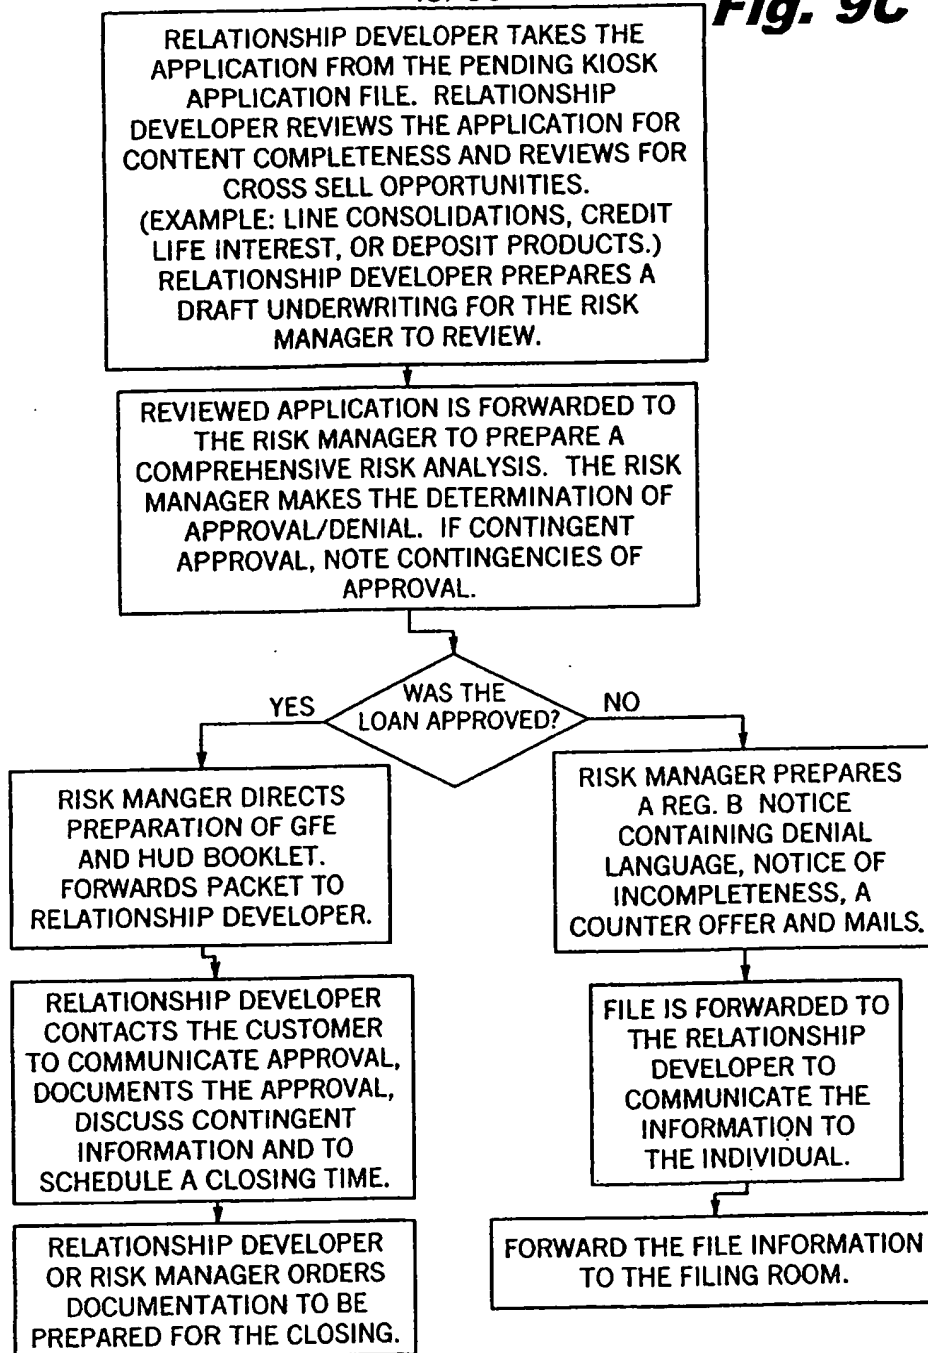 Fig. 9C
RELATIONSHIP DEVELOPER TAKES THE
APPLICATION FROM THE PENDING KIOSK
APPLICATION FILE. RELATIONSHIP
DEVELOPER REVIEWS THE APPLICATION FOR
CONTENT COMPLETENESS AND REVIEWS FOR
CROSS SELL OPPORTUNITIES.
(EXAMPLE: LINE CONSOLIDATIONS, CREDIT
LIFE INTEREST, OR DEPOSIT PRODUCTS.)
RELATIONSHIP DEVELOPER PREPARES A
DRAFT UNDERWRITING FOR THE RISK
MANAGER TO REVIEW.
REVIEWED APPLICATION IS FORWARDED TO
THE RISK MANAGER TO PREPARE A
COMPREHENSIVE RISK ANALYSIS. THE RISK
MANAGER MAKES THE DETERMINATION OF
APPROVAL/DENIAL. IF CONTINGENT
APPROVAL, NOTE CONTINGENCIES OF
APPROVAL.
WAS THE
LOAN APPROVED?
YES
NO
RISK MANGER DIRECTS
PREPARATION OF GFE
AND HUD BOOKLET.
FORWARDS PACKET TO
RELATIONSHIP DEVELOPER.
RELATIONSHIP DEVELOPER
CONTACTS THE CUSTOMER
TO COMMUNICATE APPROVAL,
DOCUMENTS THE APPROVAL,
DISCUSS CONTINGENT
INFORMATION AND TO
SCHEDULE A CLOSING TIME.
RELATIONSHIP DEVELOPER
OR RISK MANAGER ORDERS
DOCUMENTATION TO BE
PREPARED FOR THE CLOSING.
RISK MANAGER PREPARES
A REG. B NOTICE
CONTAINING DENIAL
LANGUAGE, NOTICE OF
INCOMPLETENESS, A
COUNTER OFFER AND MAILS.
FILE IS FORWARDED TO
THE RELATIONSHIP
DEVELOPER TO
COMMUNICATE THE
INFORMATION TO
THE INDIVIDUAL.
FORWARD THE FILE INFORMATION
TO THE FILING ROOM.